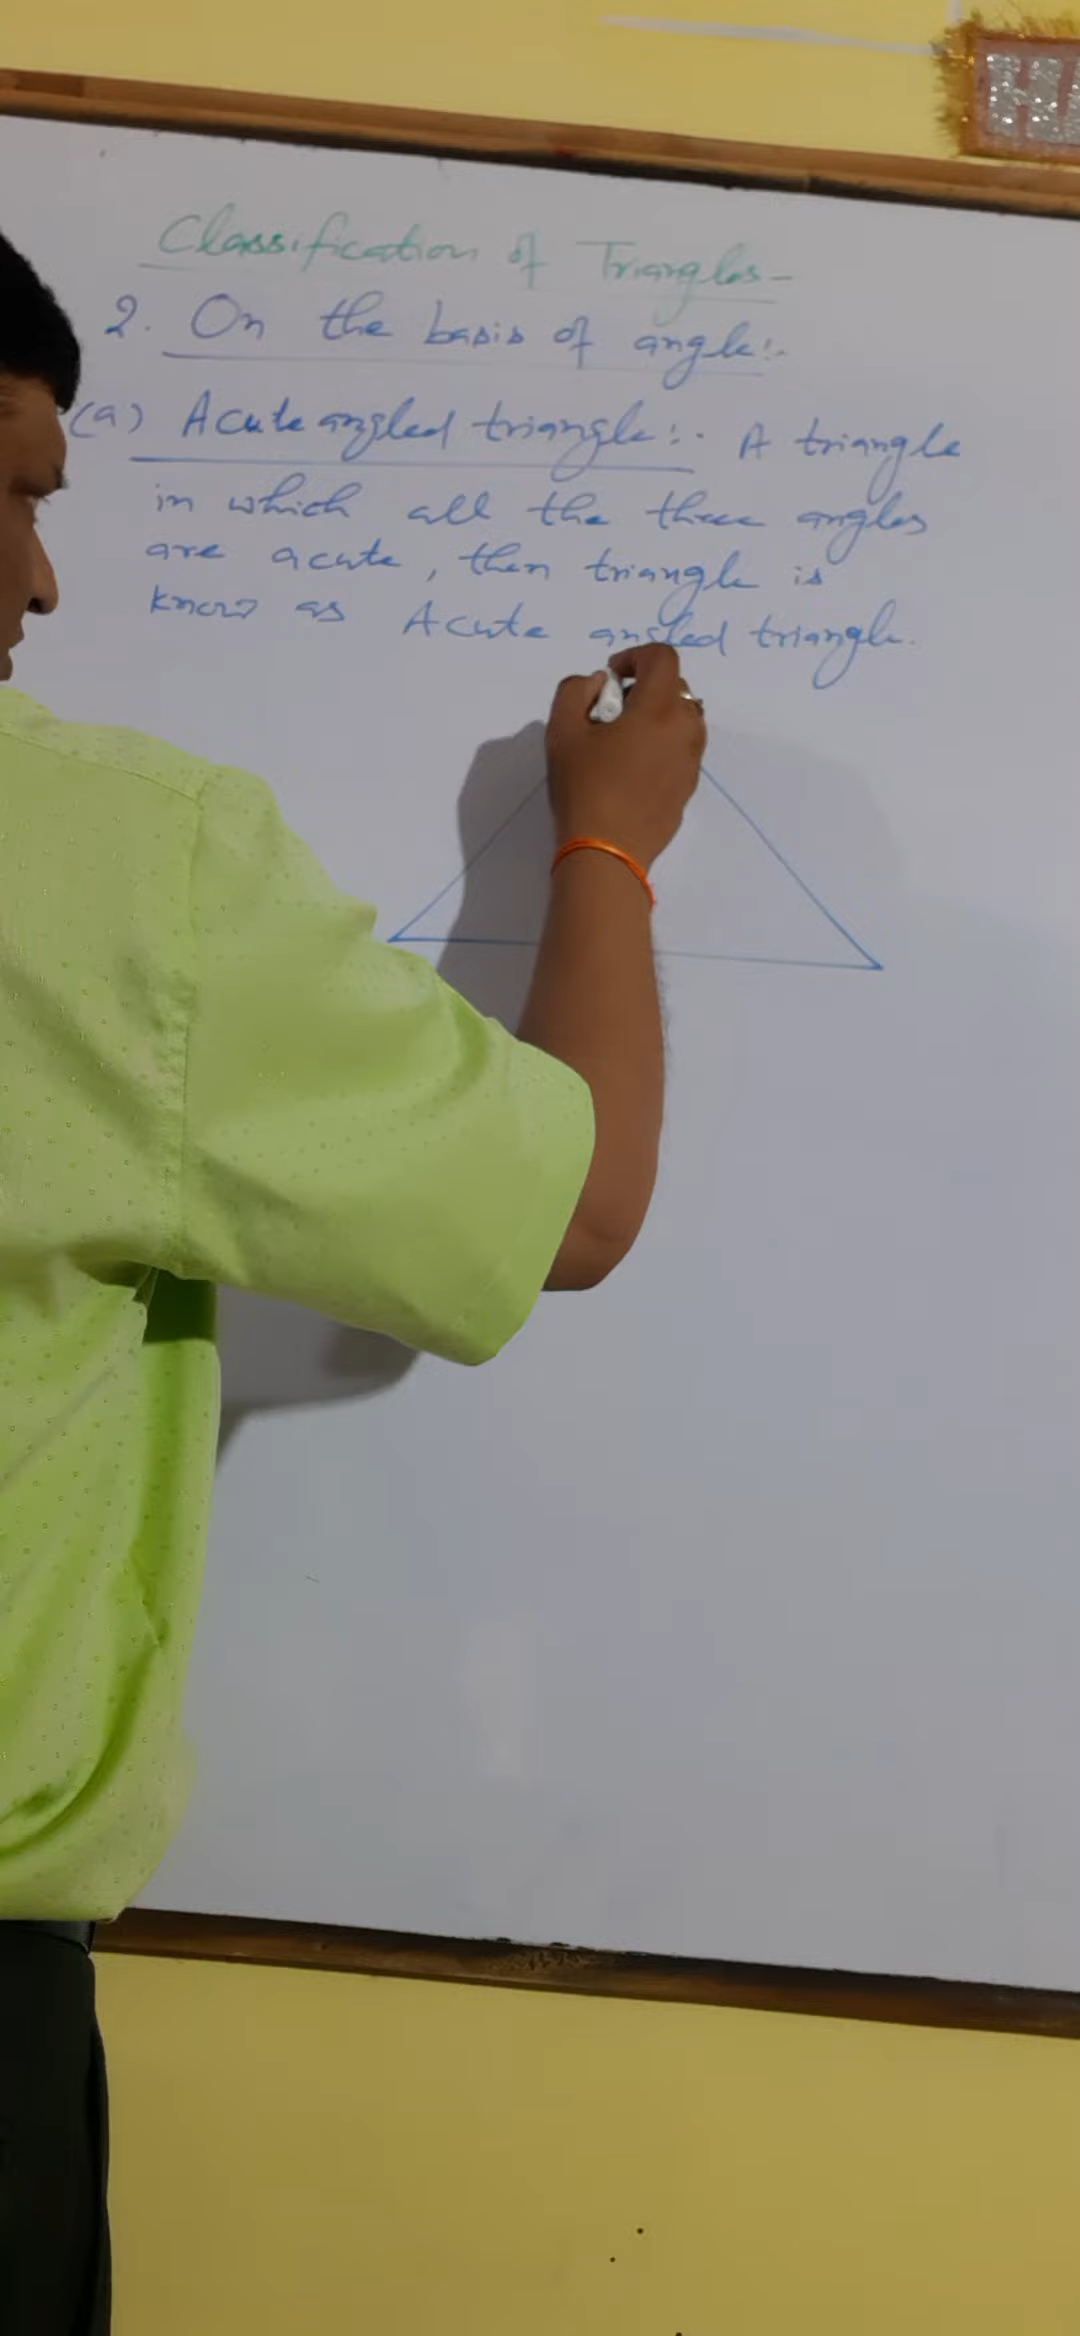 Classification of Triangles-
2. On the basis of angle:-
(a) Acute angled triangle:- A triangle
in which all the three angles
are acute, then triangle is
know as Acute angled triangle.